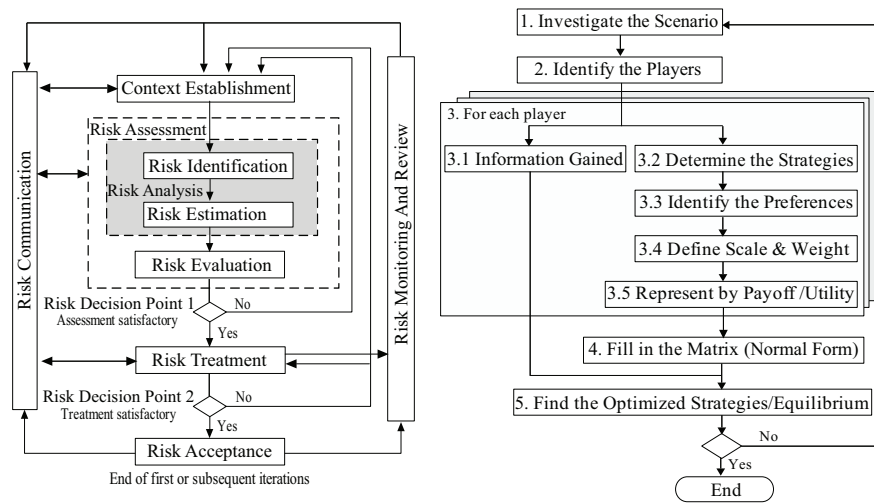 Context Establishment
Risk Assessment
Risk Identification
Risk Analysis
Risk Estimation
Risk Evaluation
Risk Decision Point 1
Assessment satisfactory
No
Yes
Risk Treatment
Risk Decision Point 2
Treatment satisfactory
No
Yes
Risk Acceptance
End of first or subsequent iterations
Risk Communication
Risk Monitoring And Review
1. Investigate the Scenario
2. Identify the Players
3. For each player
3.1 Information Gained
3.2 Determine the Strategies
3.3 Identify the Preferences
3.4 Define Scale & Weight
3.5 Represent by Payoff /Utility
4. Fill in the Matrix (Normal Form)
5. Find the Optimized Strategies/Equilibrium
No
Yes
End